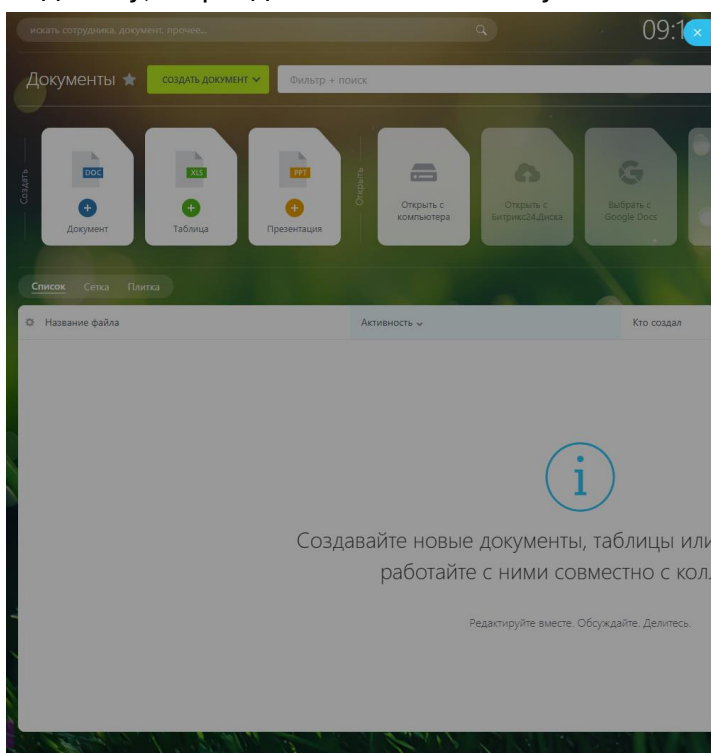 искать сотрудника, документ, прочее...
09:1
Документы
СОЗДАТЬ ДОКУМЕНТ
Фильтр + поиск
Создать
DOC
Документ
XLS
Таблица
PPT
Презентация
Открыть
Открыть с
компьютера
Открыть с
Битрикс24.Диска
Выбрать с
Google Docs
Список Сетка Плитка
Название файла Активность Кто создал
Создавайте новые документы, таблицы или
работайте с ними совместно с кол
Редактируйте вместе. Обсуждайте. Делитесь.